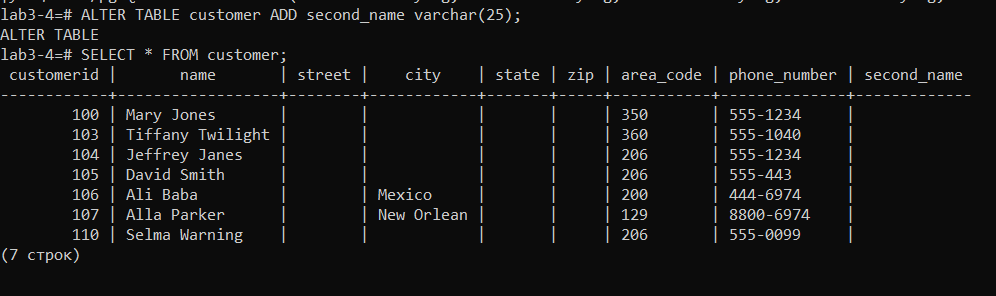 lab3-4=# ALTER TABLE customer ADD second_name varchar(25);
ALTER TABLE
lab3-4=# SELECT * FROM customer;
 customerid |       name       | street |    city    | state | zip | area_code | phone_number | second_name
------------+------------------+--------+------------+-------+-----+-----------+--------------+-------------
        100 | Mary Jones       |        |            |       |     | 350       | 555-1234     |
        103 | Tiffany Twilight |        |            |       |     | 360       | 555-1040     |
        104 | Jeffrey Janes    |        |            |       |     | 206       | 555-1234     |
        105 | David Smith      |        |            |       |     | 206       | 555-443      |
        106 | Ali Baba         |        | Mexico     |       |     | 200       | 444-6974     |
        107 | Alla Parker      |        | New Orlean |       |     | 129       | 8800-6974    |
        110 | Selma Warning    |        |            |       |     | 206       | 555-0099     |
(7 строк)